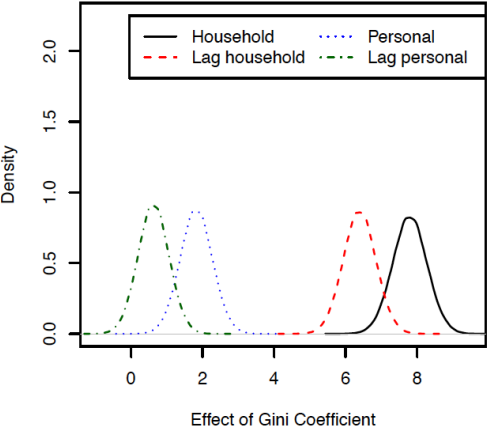 Household
Personal
Lag household
Lag personal
Density
2.0
1.5
1.0
0.5
0.0
0 2 4 6 8
Effect of Gini Coefficient